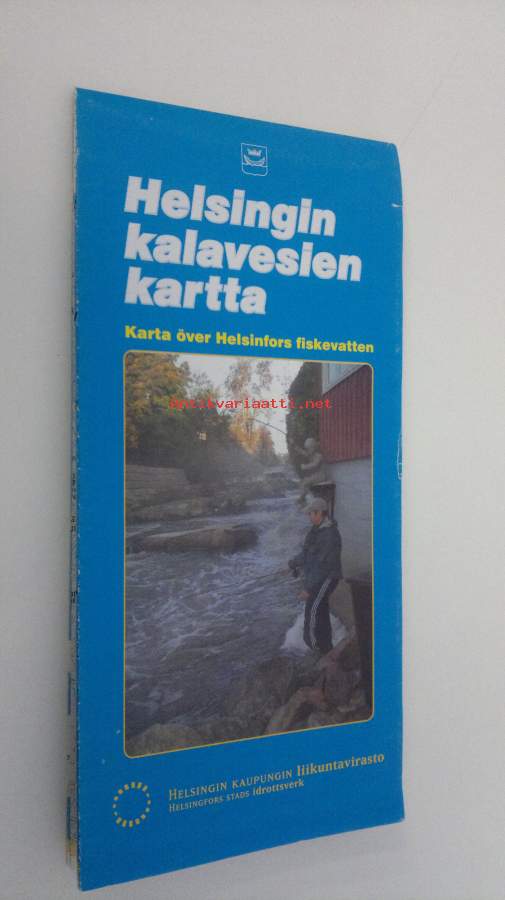 Helsingin
kalavesien
kartta
Karta över Helsinfors fiskevatten
antikvariaatti.net
HELSINGIN KAUPUNGIN liikuntavirasto
HELSINGFORS STADS idrottsverk